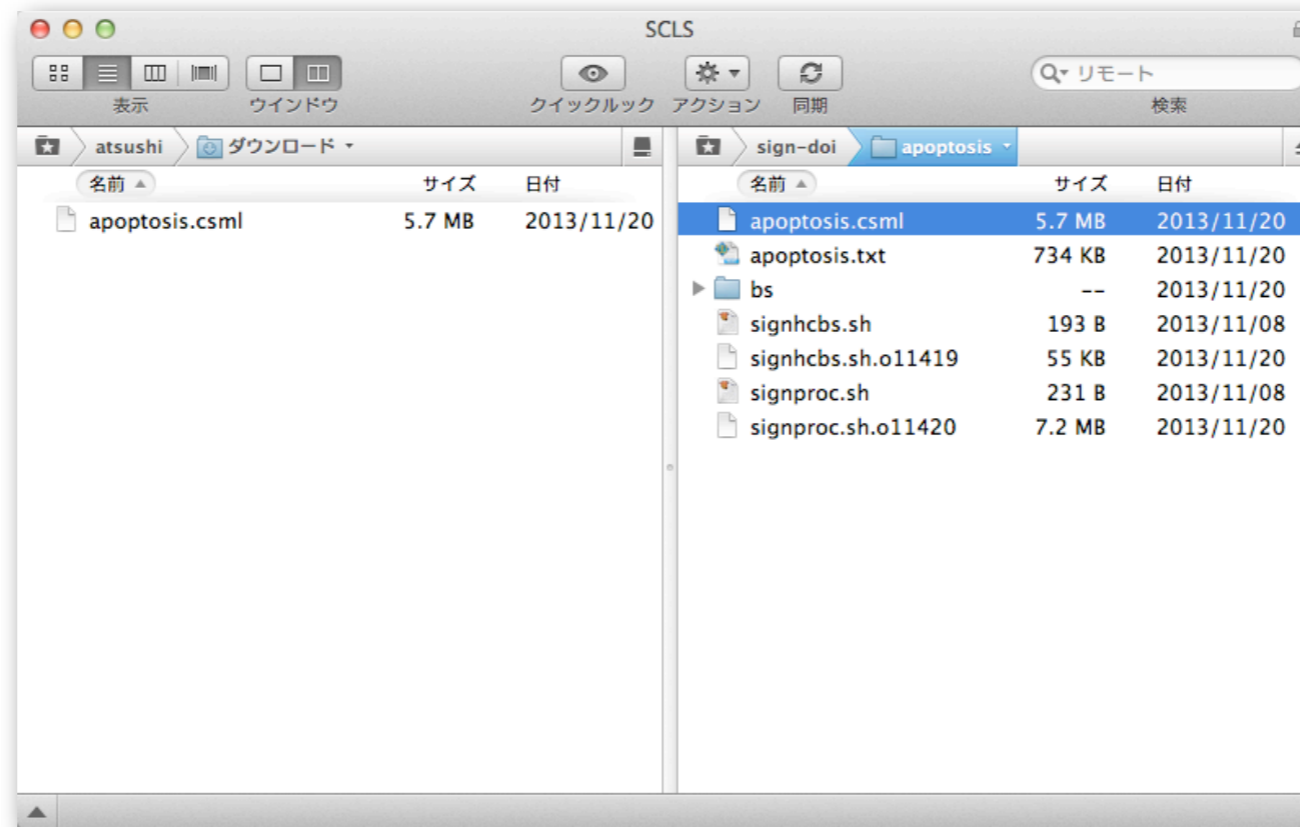 SCLS
表示 ウインドウ クイックルック アクション 同期 リモート 検索
atsushi ダウンロード
名前 サイズ 日付
apoptosis.csml 5.7 MB 2013/11/20
sign-doi apoptosis
名前 サイズ 日付
apoptosis.csml 5.7 MB 2013/11/20
apoptosis.txt 734 KB 2013/11/20
bs -- 2013/11/20
signhcbs.sh 193 B 2013/11/08
signhcbs.sh.o11419 55 KB 2013/11/20
signproc.sh 231 B 2013/11/08
signproc.sh.o11420 7.2 MB 2013/11/20